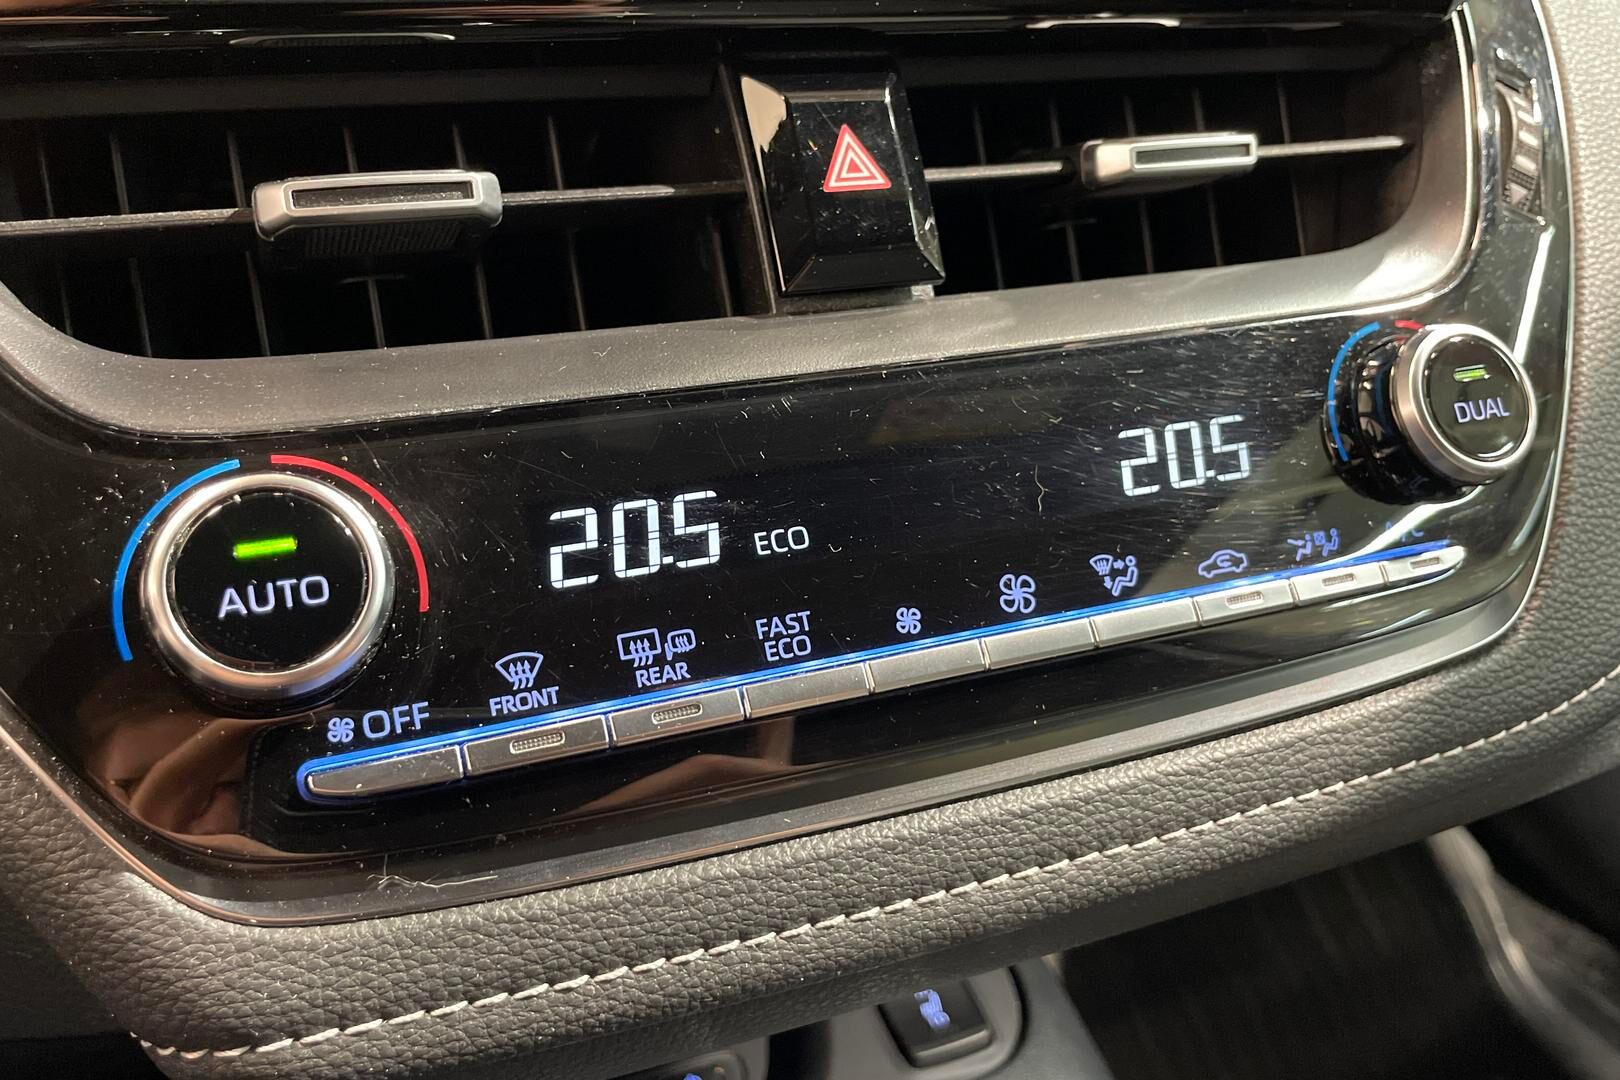 DUAL
20.5
20.5 ECO
AUTO
FAST
ECO
REAR
FRONT
OFF
A/C